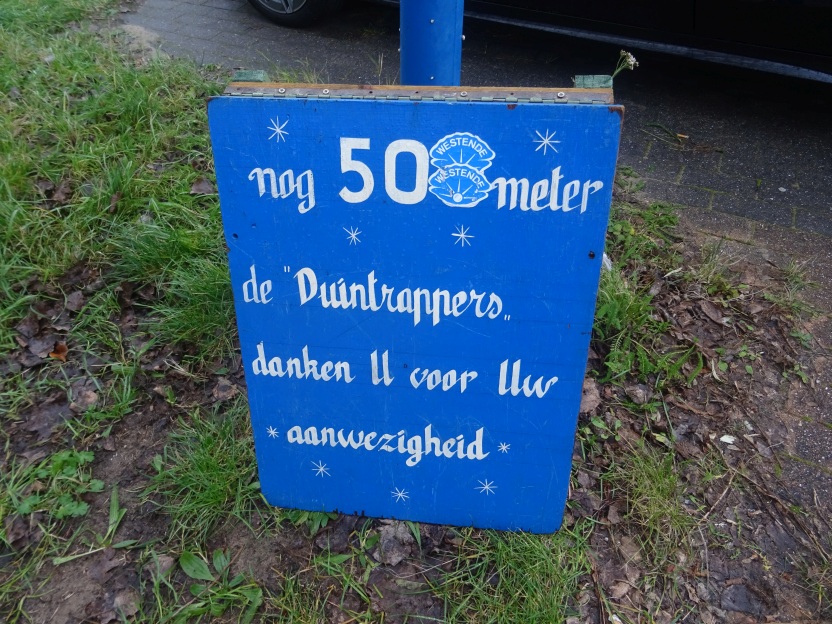 nog 50 meter
WESTENDE
WESTENDE
de "Duintrappers"
danken U voor Uw
aanwezigheid